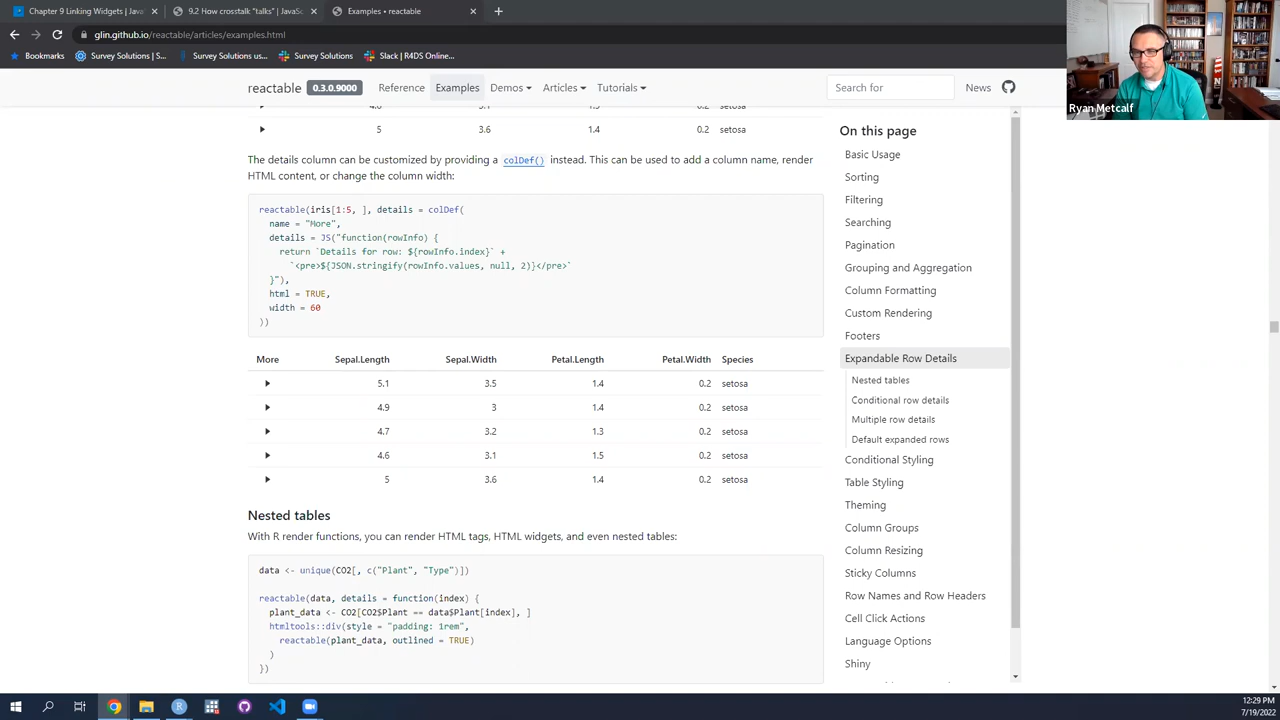 Chapter 9 Linking Widgets | Java
9.2 How crosstalk "talks" | JavaSc
Examples • reactable
glin.github.io/reactable/articles/examples.html
Bookmarks
Survey Solutions | S...
Survey Solutions us...
Survey Solutions
Slack | R4DS Online...
reactable 0.3.0.9000 Reference Examples Demos Articles Tutorials Search for News
Ryan Metcalf
5 3.6 1.4 0.2 setosa
The details column can be customized by providing a colDef() instead. This can be used to add a column name, render
HTML content, or change the column width:
reactable(iris[1:5, ], details = colDef(
  name = "More",
  details = JS("function(rowInfo) {
    return `Details for row: ${rowInfo.index}` +
      `<pre>${JSON.stringify(rowInfo.values, null, 2)}</pre>`
  }"),
  html = TRUE,
  width = 60
))
More Sepal.Length Sepal.Width Petal.Length Petal.Width Species
5.1 3.5 1.4 0.2 setosa
4.9 3 1.4 0.2 setosa
4.7 3.2 1.3 0.2 setosa
4.6 3.1 1.5 0.2 setosa
5 3.6 1.4 0.2 setosa
Nested tables
With R render functions, you can render HTML tags, HTML widgets, and even nested tables:
data <- unique(CO2[, c("Plant", "Type")])
reactable(data, details = function(index) {
  plant_data <- CO2[CO2$Plant == data$Plant[index], ]
  htmltools::div(style = "padding: 1rem",
    reactable(plant_data, outlined = TRUE)
  )
})
On this page
Basic Usage
Sorting
Filtering
Searching
Pagination
Grouping and Aggregation
Column Formatting
Custom Rendering
Footers
Expandable Row Details
Nested tables
Conditional row details
Multiple row details
Default expanded rows
Conditional Styling
Table Styling
Theming
Column Groups
Column Resizing
Sticky Columns
Row Names and Row Headers
Cell Click Actions
Language Options
Shiny
12:29 PM
7/19/2022